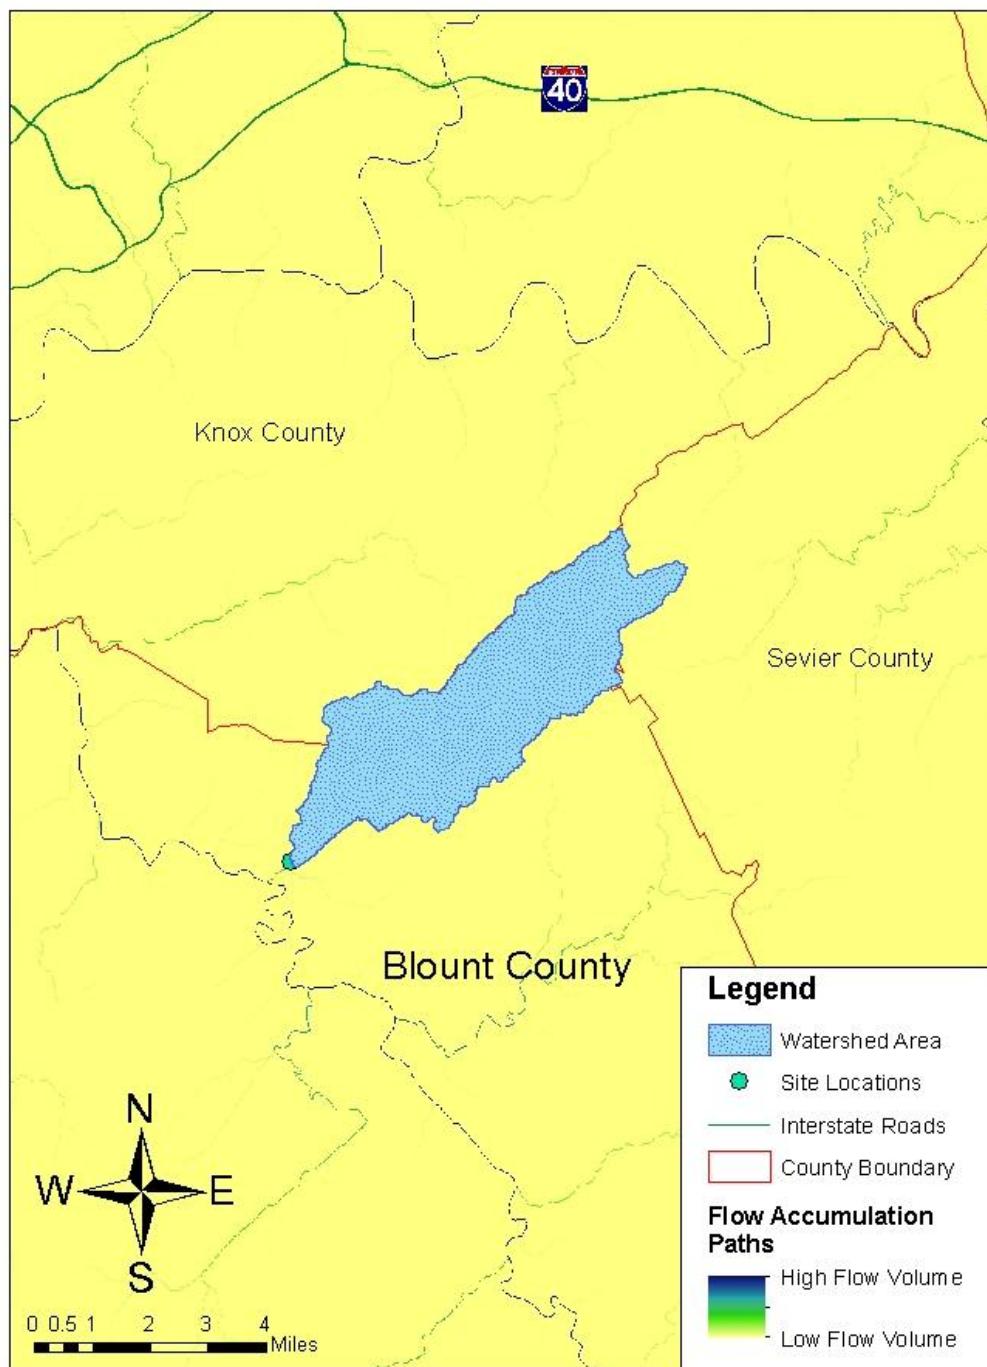 40
Knox County
Sevier County
Blount County
Legend
Watershed Area
Site Locations
Interstate Roads
County Boundary
Flow Accumulation
Paths
High Flow Volume
Low Flow Volume
N
W E
S
0 0.5 1 2 3 4
Miles